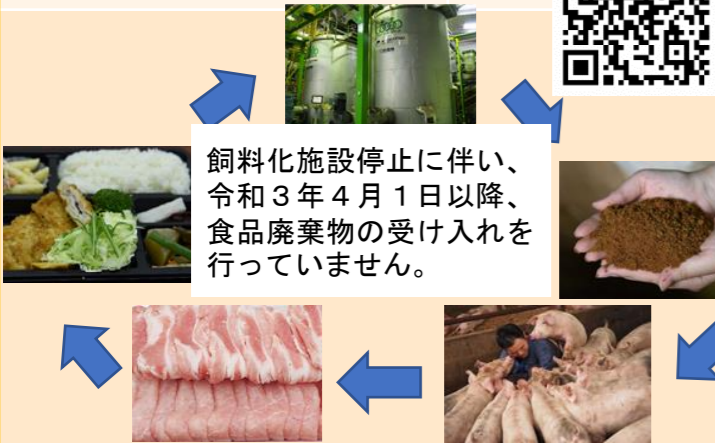 飼料化施設停止に伴い、
令和３年４月１日以降、
食品廃棄物の受け入れを
行っていません。